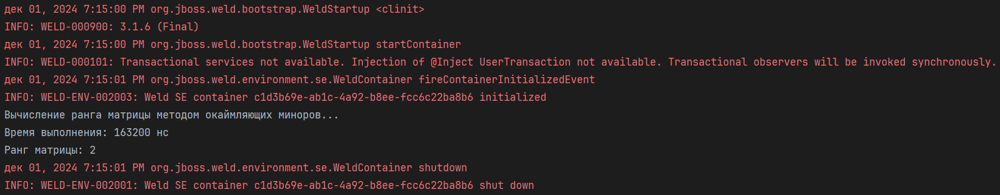 дек 01, 2024 7:15:00 PM org.jboss.weld.bootstrap.WeldStartup <clinit>
INFO: WELD-000900: 3.1.6 (Final)
дек 01, 2024 7:15:00 PM org.jboss.weld.bootstrap.WeldStartup startContainer
INFO: WELD-000101: Transactional services not available. Injection of @Inject UserTransaction not available. Transactional observers will be invoked synchronously.
дек 01, 2024 7:15:01 PM org.jboss.weld.environment.se.WeldContainer fireContainerInitializedEvent
INFO: WELD-ENV-002003: Weld SE container c1d3b69e-ab1c-4a92-b8ee-fcc6c22ba8b6 initialized
Вычисление ранга матрицы методом окаймляющих миноров...
Время выполнения: 163200 нс
Ранг матрицы: 2
дек 01, 2024 7:15:01 PM org.jboss.weld.environment.se.WeldContainer shutdown
INFO: WELD-ENV-002001: Weld SE container c1d3b69e-ab1c-4a92-b8ee-fcc6c22ba8b6 shut down